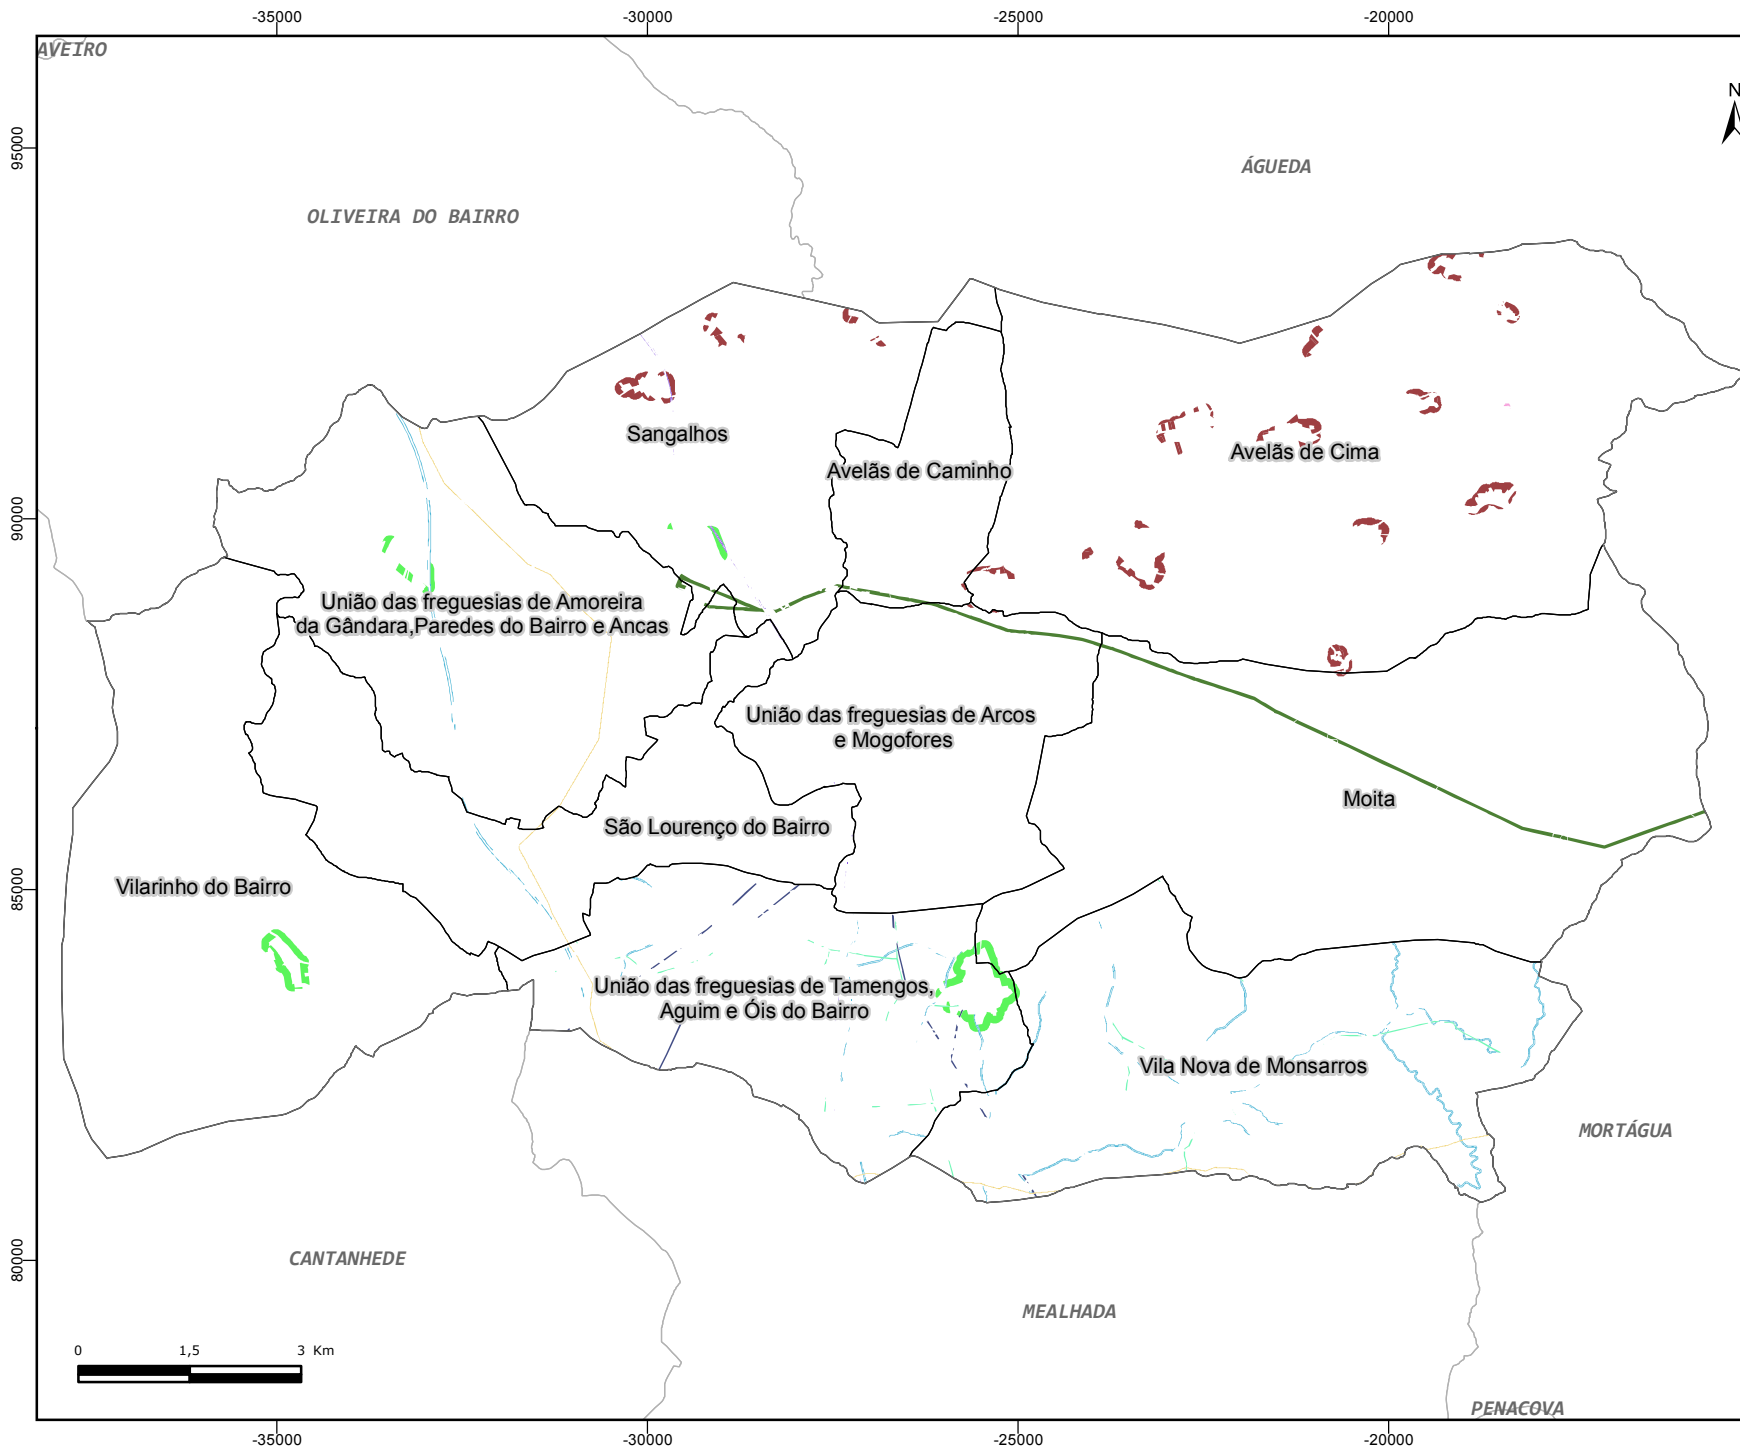 -35000
-30000
-25000
-20000
AVEIRO
N
95000
ÁGUEDA
OLIVEIRA DO BAIRRO
Sangalhos
Avelãs de Cima
Avelãs de Caminho
90000
União das freguesias de Amoreira
da Gândara,Paredes do Bairro e Ancas
União das freguesias de Arcos
e Mogofores
Moita
São Lourenço do Bairro
Vilarinho do Bairro
85000
União das freguesias de Tamengos,
Aguim e Óis do Bairro
Vila Nova de Monsarros
MORTÁGUA
CANTANHEDE
80000
MEALHADA
0 1,5 3 Km
PENACOVA
-35000
-30000
-25000
-20000